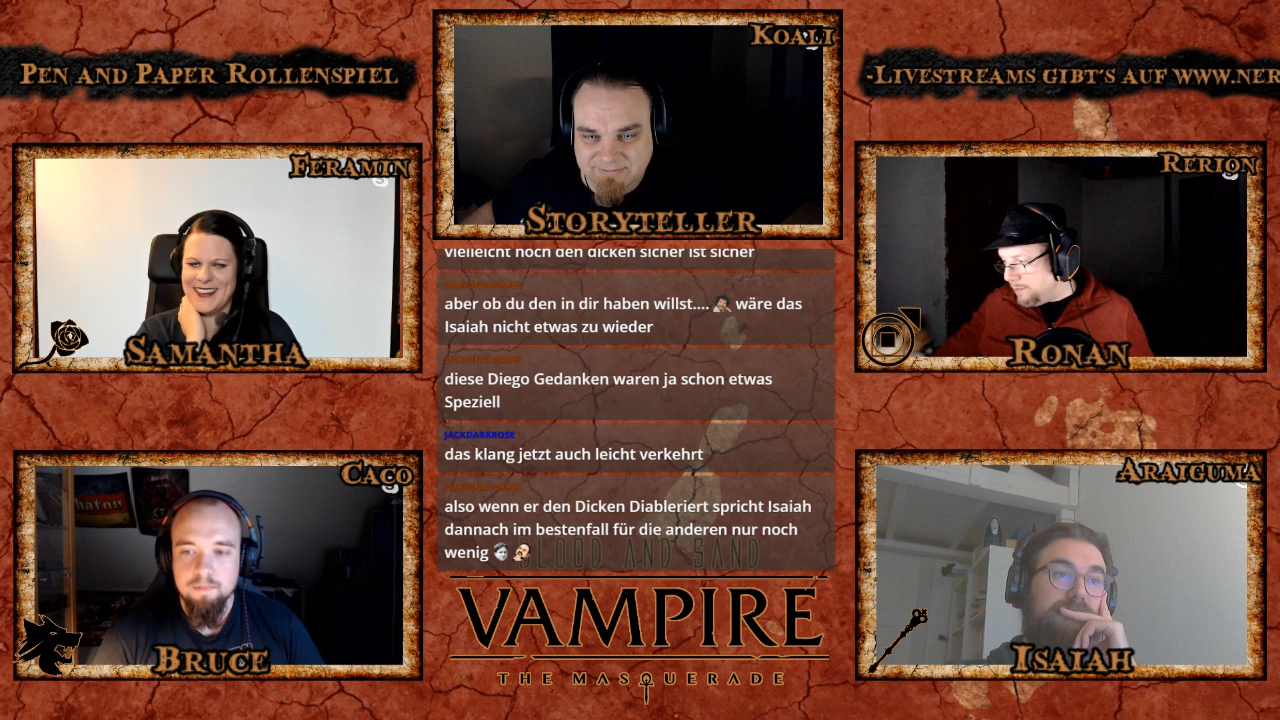 KOALI
PEN AND PAPER ROLLENSPIEL
-LIVESTREAMS GIBT'S AUF WWW.NER
FERAMIN
RERION
STORYTELLER
vielleicht noch den dicken sicher ist sicher
aber ob du den in dir haben willst.... wäre das
Isaiah nicht etwas zu wieder
SAMANTHA
RONAN
diese Diego Gedanken waren ja schon etwas
Speziell
JACKDARKROSE
das klang jetzt auch leicht verkehrt
CACO
ARAIGUMA
also wenn er den Dicken Diableriert spricht Isaiah
dannach im bestenfall für die anderen nur noch
wenig
BLOOD AND SAND
VAMPIRE
THE MASQUERADE
BRUCE
ISAIAH